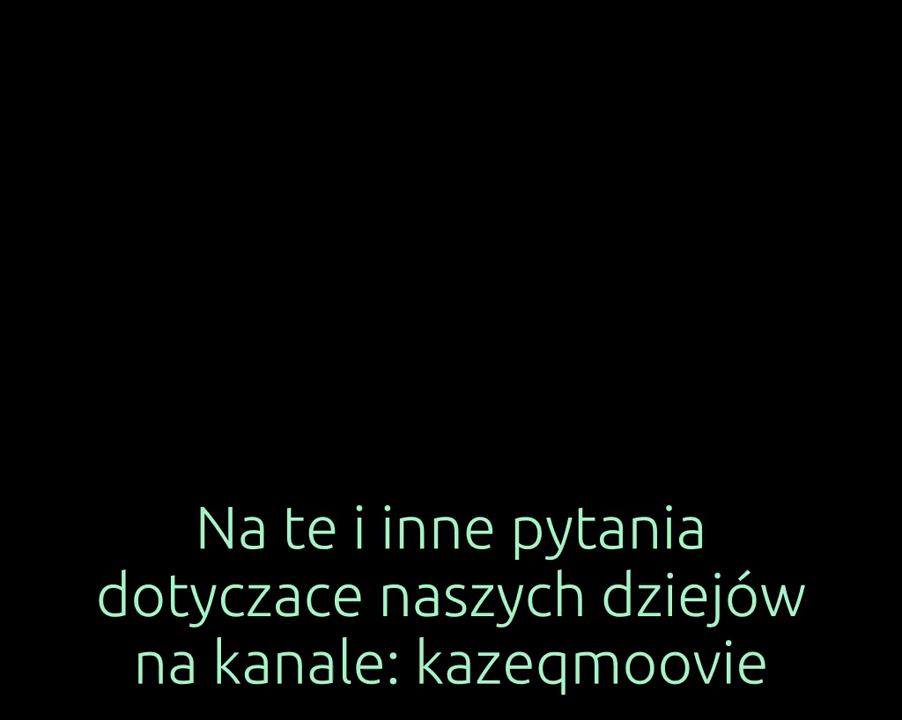 Na te i inne pytania
dotyczace naszych dziejów
na kanale: kazeqmoovie